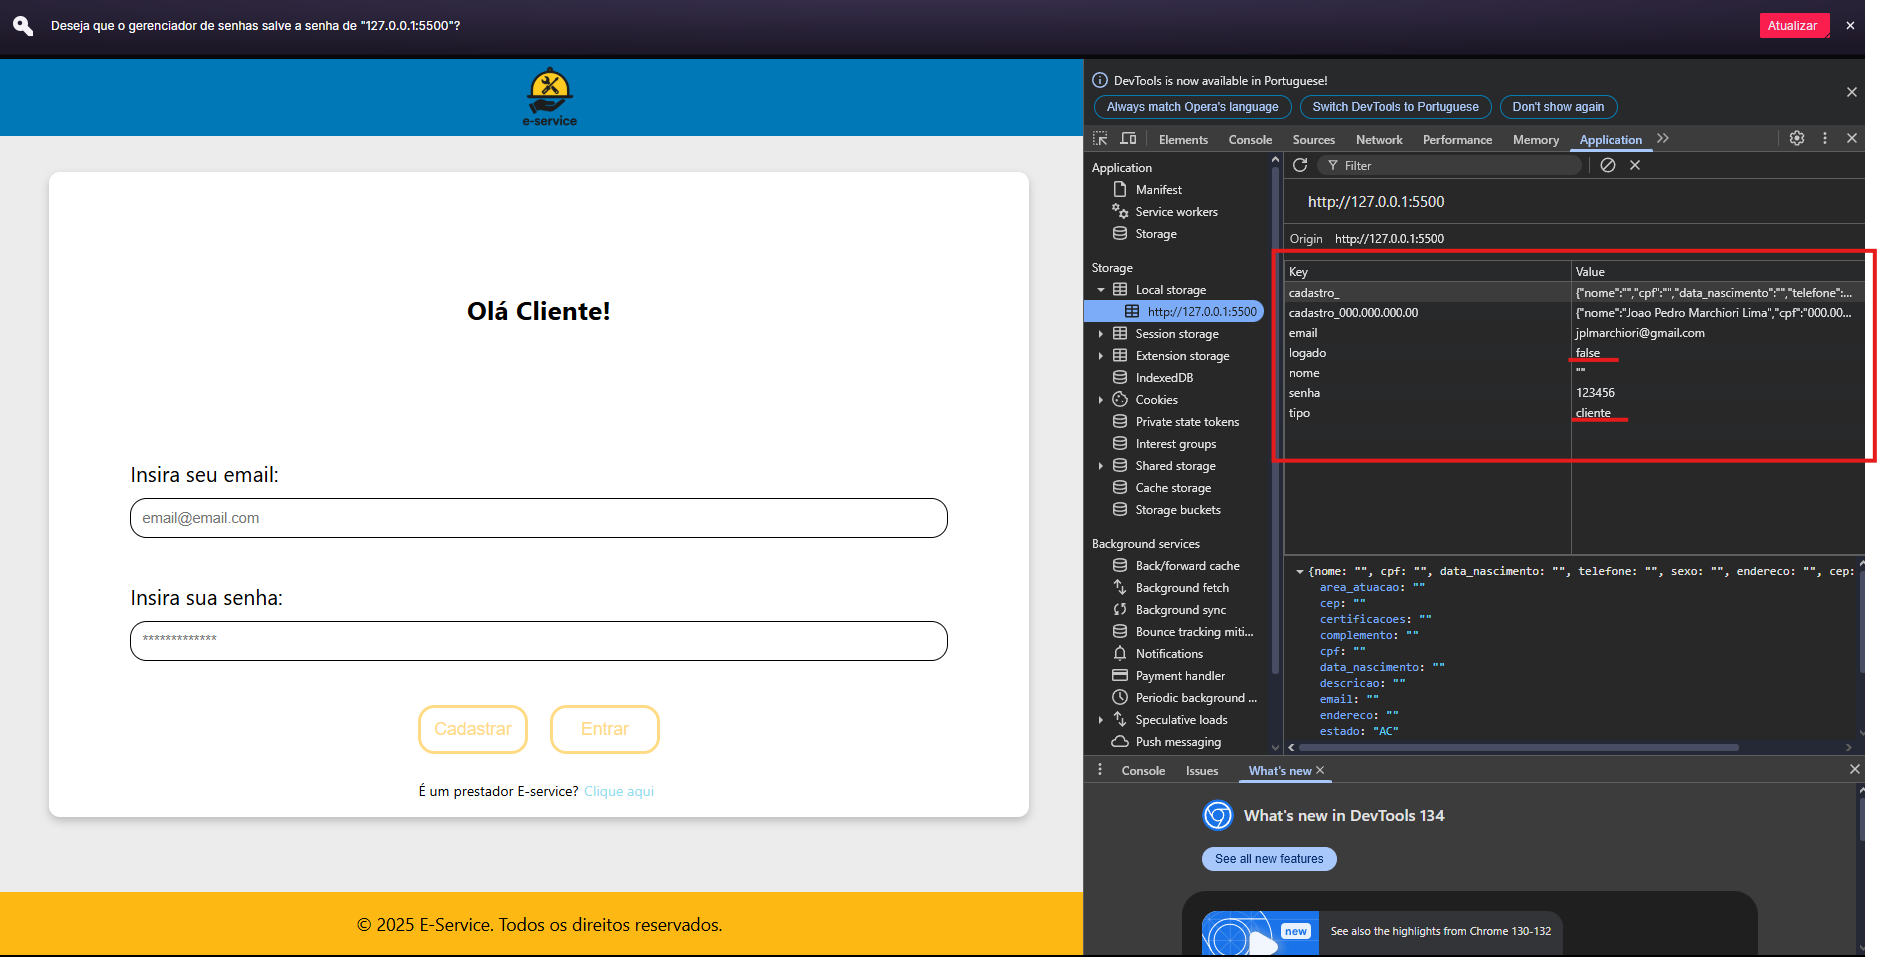 Deseja que o gerenciador de senhas salve a senha de "127.0.0.1:5500"?
Atualizar
e-service
Olá Cliente!
Insira seu email:
email@email.com
Insira sua senha:
*************
Cadastrar
Entrar
É um prestador E-service? Clique aqui
© 2025 E-Service. Todos os direitos reservados.
DevTools is now available in Portuguese!
Always match Opera's language
Switch DevTools to Portuguese
Don't show again
Elements
Console
Sources
Network
Performance
Memory
Application
Application
Manifest
Service workers
Storage
Storage
Local storage
http://127.0.0.1:5500
Session storage
Extension storage
IndexedDB
Cookies
Private state tokens
Interest groups
Shared storage
Cache storage
Storage buckets
Background services
Back/forward cache
Background fetch
Background sync
Bounce tracking miti...
Notifications
Payment handler
Periodic background ...
Speculative loads
Push messaging
Filter
http://127.0.0.1:5500
Origin http://127.0.0.1:5500
Key Value
cadastro_ {"nome":"","cpf":"","data_nascimento":"","telefone":...
cadastro_000.000.000.00 {"nome":"Joao Pedro Marchiori Lima","cpf":"000.00...
email jplmarchiori@gmail.com
logado false
nome ""
senha 123456
tipo cliente
{nome: "", cpf: "", data_nascimento: "", telefone: "", sexo: "", endereco: "", cep:
area_atuacao: ""
cep: ""
certificacoes: ""
complemento: ""
cpf: ""
data_nascimento: ""
descricao: ""
email: ""
endereco: ""
estado: "AC"
Console
Issues
What's new
What's new in DevTools 134
See all new features
new
See also the highlights from Chrome 130-132